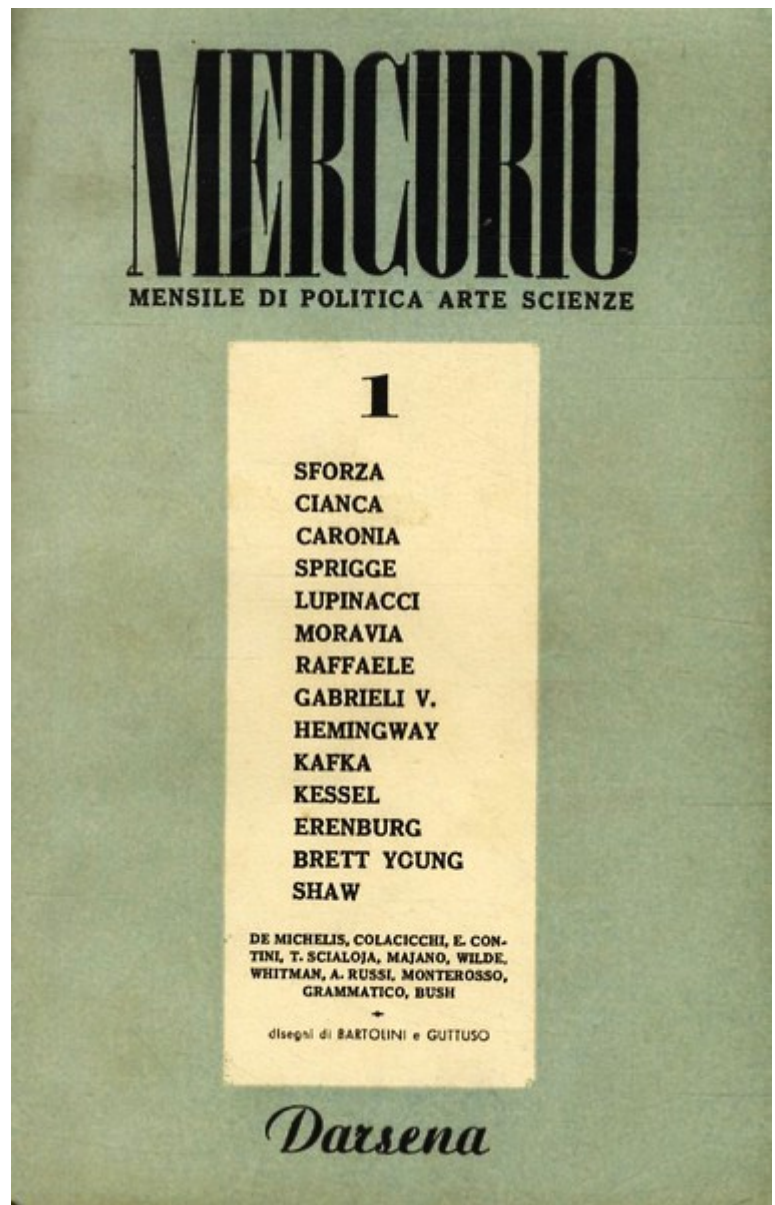 MERCURIO
MENSILE DI POLITICA ARTE SCIENZE
1
SFORZA
CIANCA
CARONIA
SPRIGGE
LUPINACCI
MORAVIA
RAFFAELE
GABRIELI V.
HEMINGWAY
KAFKA
KESSEL
ERENBURG
BRETT YOUNG
SHAW
DE MICHELIS, COLACICCHI, E. CON-
TINI, T. SCIALOJA, MAJANO, WILDE,
WHITMAN, A. RUSSI, MONTEROSSO,
GRAMMATICO, BUSH
disegni di BARTOLINI e GUTTUSO
Darsena